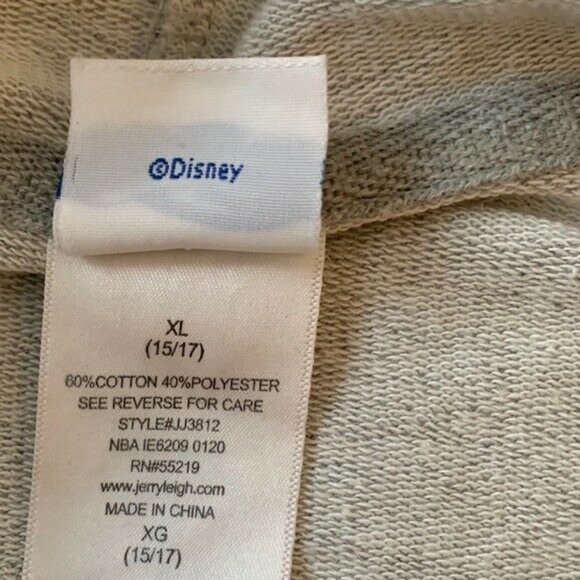 ©Disney
XL
(15/17)
60%COTTON 40%POLYESTER
SEE REVERSE FOR CARE
STYLE#JJ3812
NBA IE6209 0120
RN#55219
www.jerryleigh.com
MADE IN CHINA
XG
(15/17)